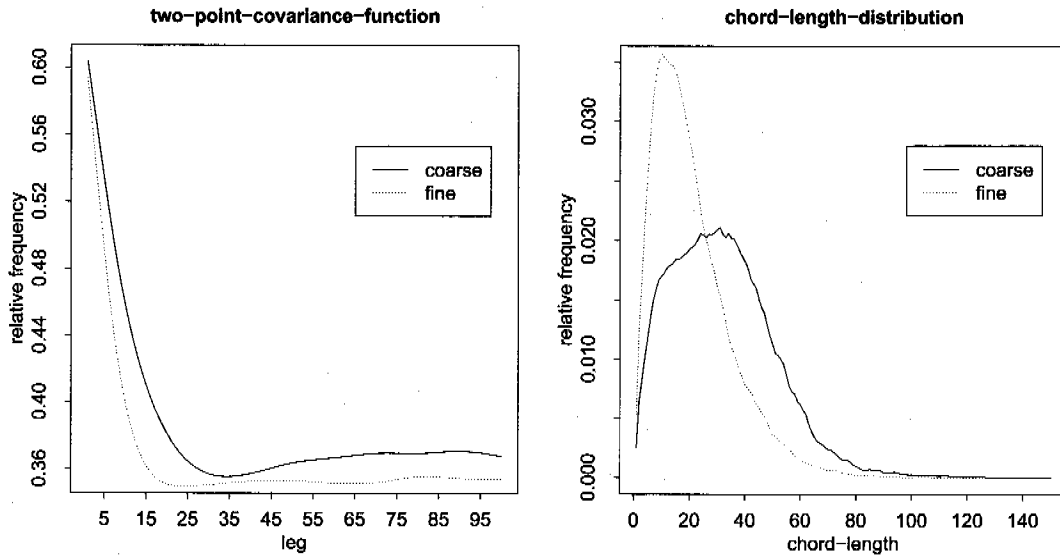 two-point-covariance-function
relative frequency
0.60
0.56
0.52
0.48
0.44
0.40
0.36
coarse
fine
5 15 25 35 45 55 65 75 85 95
leg
chord-length-distribution
relative frequency
0.030
0.020
0.010
0.000
coarse
fine
0 20 40 60 80 100 120 140
chord-length